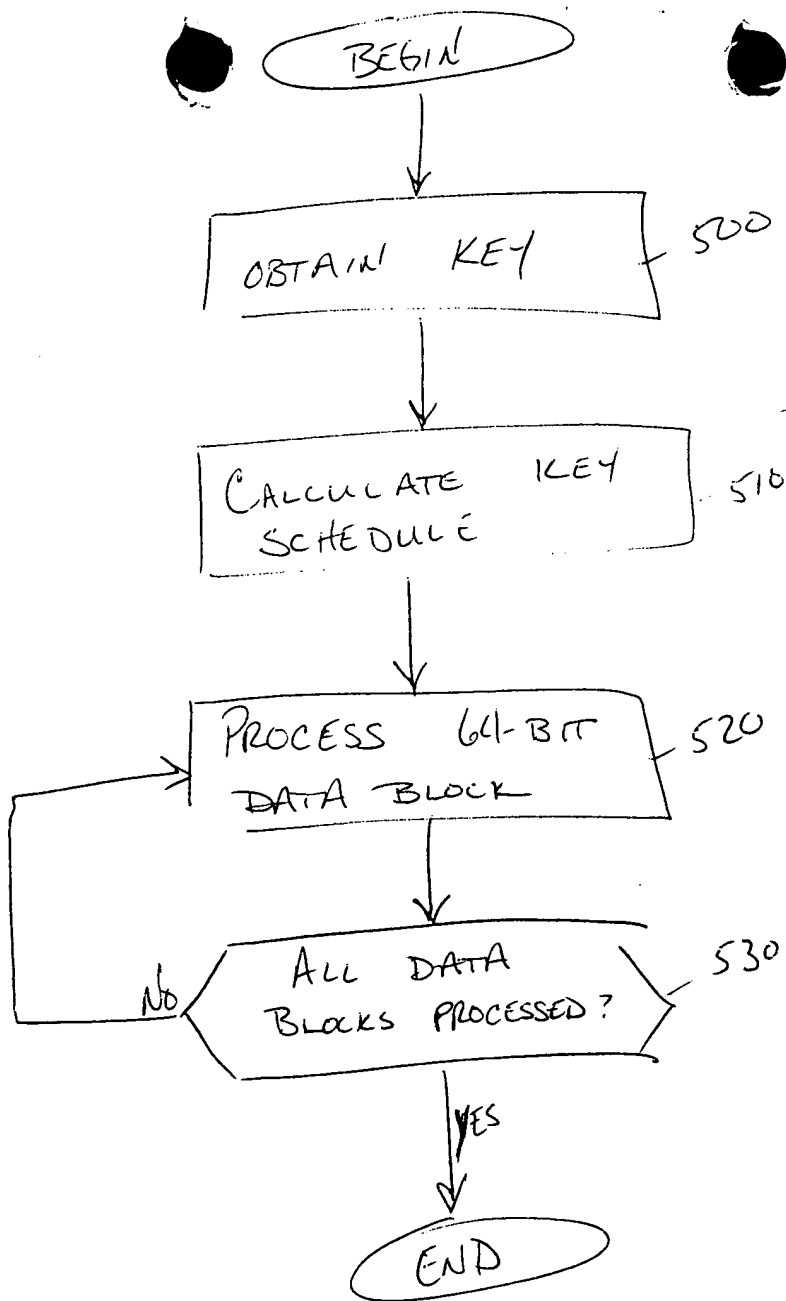 BEGIN
OBTAIN KEY
500
CALCULATE KEY
SCHEDULE
510
PROCESS 64-BIT
DATA BLOCK
520
ALL DATA
BLOCKS PROCESSED?
530
NO
YES
END